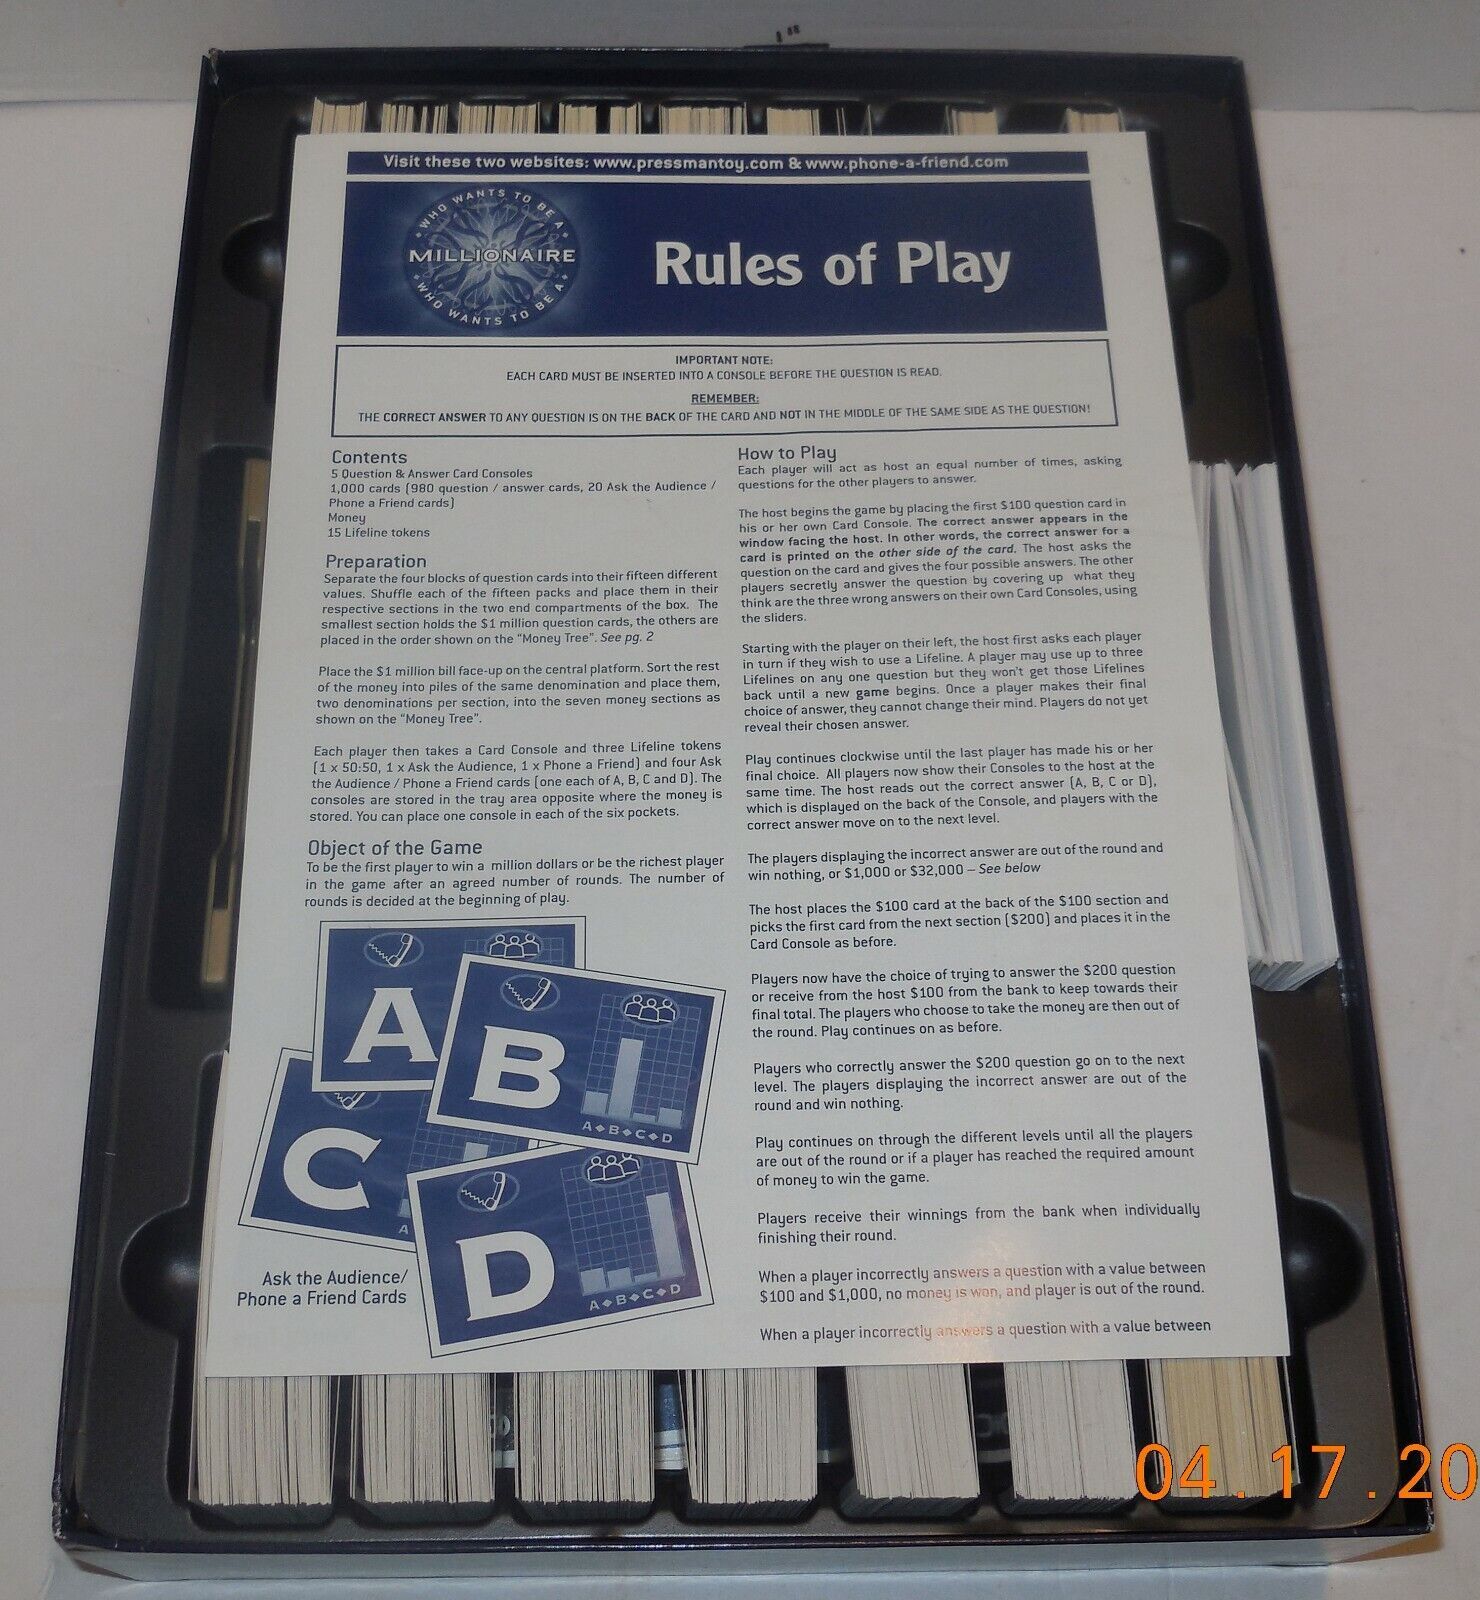 1"
Visit these two websites: www.pressmantoy.com & www.phone-a-friend.com
WHO WANTS TO BE A
MILLIONAIRE
WHO WANTS TO BE A
Rules of Play
IMPORTANT NOTE:
EACH CARD MUST BE INSERTED INTO A CONSOLE BEFORE THE QUESTION IS READ.
REMEMBER:
THE CORRECT ANSWER TO ANY QUESTION IS ON THE BACK OF THE CARD AND NOT IN THE MIDDLE OF THE SAME SIDE AS THE QUESTION!
Contents
5 Question & Answer Card Consoles
1,000 cards (980 question / answer cards, 20 Ask the Audience /
Phone a Friend cards)
Money
15 Lifeline tokens
Preparation
Separate the four blocks of question cards into their fifteen different
values. Shuffle each of the fifteen packs and place them in their
respective sections in the two end compartments of the box. The
smallest section holds the $1 million question cards, the others are
placed in the order shown on the "Money Tree". See pg. 2
Place the $1 million bill face-up on the central platform. Sort the rest
of the money into piles of the same denomination and place them,
two denominations per section, into the seven money sections as
shown on the "Money Tree".
Each player then takes a Card Console and three Lifeline tokens
(1 x 50:50, 1 x Ask the Audience, 1 x Phone a Friend) and four Ask
the Audience / Phone a Friend cards (one each of A, B, C and D). The
consoles are stored in the tray area opposite where the money is
stored. You can place one console in each of the six pockets.
Object of the Game
To be the first player to win a million dollars or be the richest player
in the game after an agreed number of rounds. The number of
rounds is decided at the beginning of play.
A
B
A◆B◆C◆D
C
A
D
A◆B◆C◆D
Ask the Audience/
Phone a Friend Cards
How to Play
Each player will act as host an equal number of times, asking
questions for the other players to answer.
The host begins the game by placing the first $100 question card in
his or her own Card Console. The correct answer appears in the
window facing the host. In other words, the correct answer for a
card is printed on the other side of the card. The host asks the
question on the card and gives the four possible answers. The other
players secretly answer the question by covering up what they
think are the three wrong answers on their own Card Consoles, using
the sliders.
Starting with the player on their left, the host first asks each player
in turn if they wish to use a Lifeline. A player may use up to three
Lifelines on any one question but they won't get those Lifelines
back until a new game begins. Once a player makes their final
choice of answer, they cannot change their mind. Players do not yet
reveal their chosen answer.
Play continues clockwise until the last player has made his or her
final choice. All players now show their Consoles to the host at the
same time. The host reads out the correct answer (A, B, C or D),
which is displayed on the back of the Console, and players with the
correct answer move on to the next level.
The players displaying the incorrect answer are out of the round and
win nothing, or $1,000 or $32,000 – See below
The host places the $100 card at the back of the $100 section and
picks the first card from the next section ($200) and places it in the
Card Console as before.
Players now have the choice of trying to answer the $200 question
or receive from the host $100 from the bank to keep towards their
final total. The players who choose to take the money are then out of
the round. Play continues on as before.
Players who correctly answer the $200 question go on to the next
level. The players displaying the incorrect answer are out of the
round and win nothing.
Play continues on through the different levels until all the players
are out of the round or if a player has reached the required amount
of money to win the game.
Players receive their winnings from the bank when individually
finishing their round.
When a player incorrectly answers a question with a value between
$100 and $1,000, no money is won, and player is out of the round.
When a player incorrectly answers a question with a value between
04.17.20